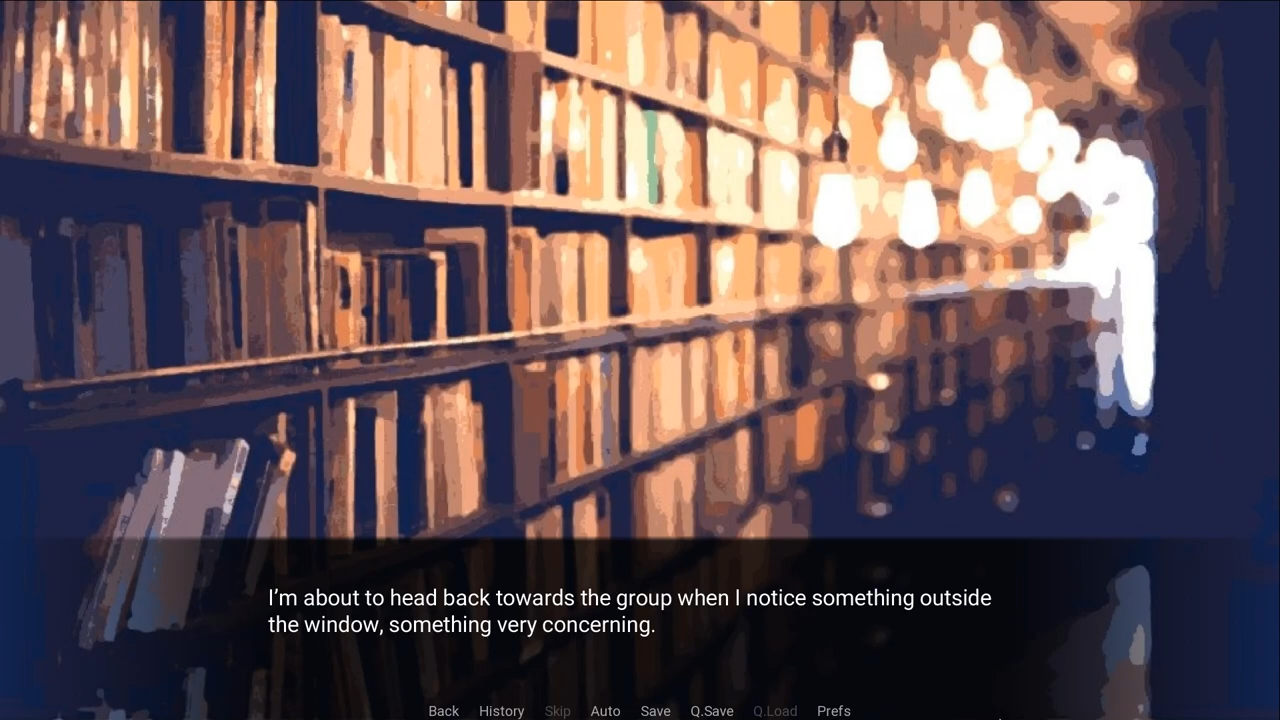 I’m about to head back towards the group when I notice something outside
the window, something very concerning.
Back History Skip Auto Save Q.Save Q.Load Prefs